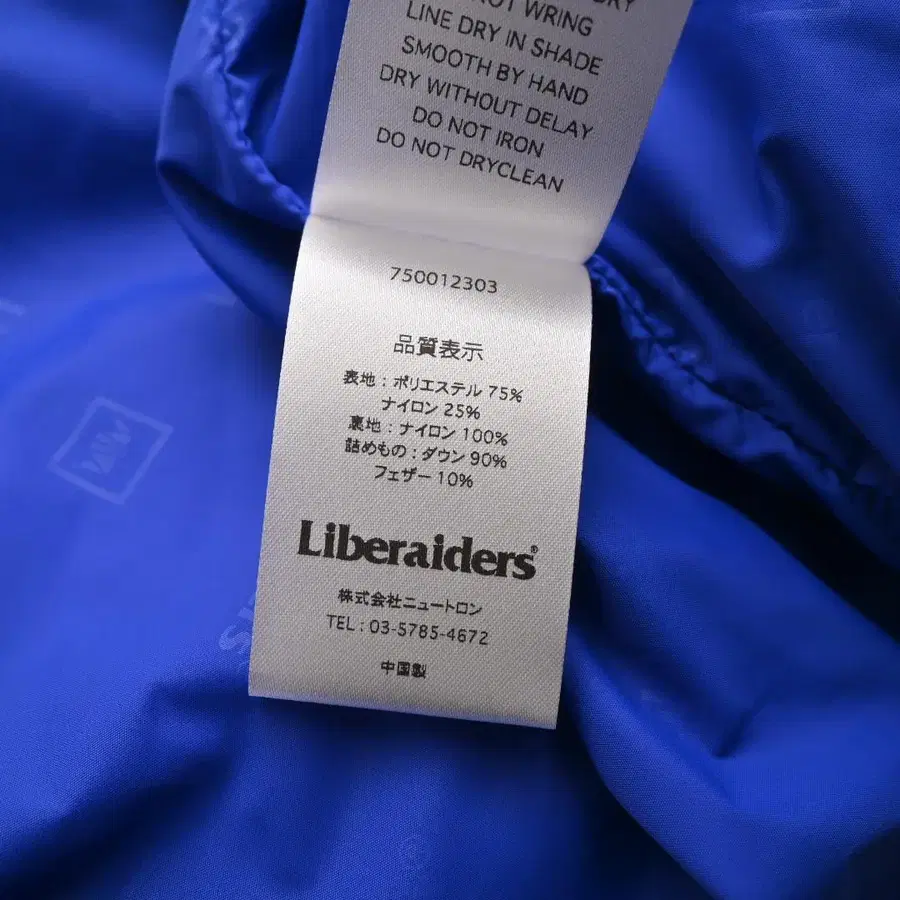 NOT WRING
LINE DRY IN SHADE
SMOOTH BY HAND
DRY WITHOUT DELAY
DO NOT IRON
DO NOT DRYCLEAN
750012303
品質表示
表地：ポリエステル 75%
ナイロン 25%
裏地：ナイロン 100%
詰めもの：ダウン 90%
フェザー 10%
Liberaiders®
株式会社ニュートロン
TEL : 03-5785-4672
中国製